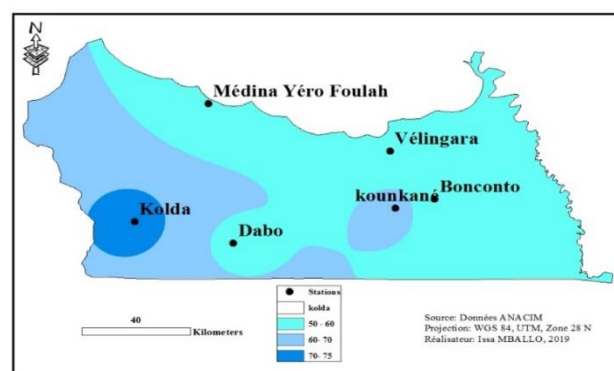 N
Médina Yéro Foulah
Vélingara
Bonconto
kounkané
Kolda
Dabo
Stations
kolda
50 - 60
60 - 70
70- 75
40
Kilometers
Source: Données ANACIM
Projection: WGS 84, UTM, Zone 28 N
Réalisateur: Issa MBALLO, 2019